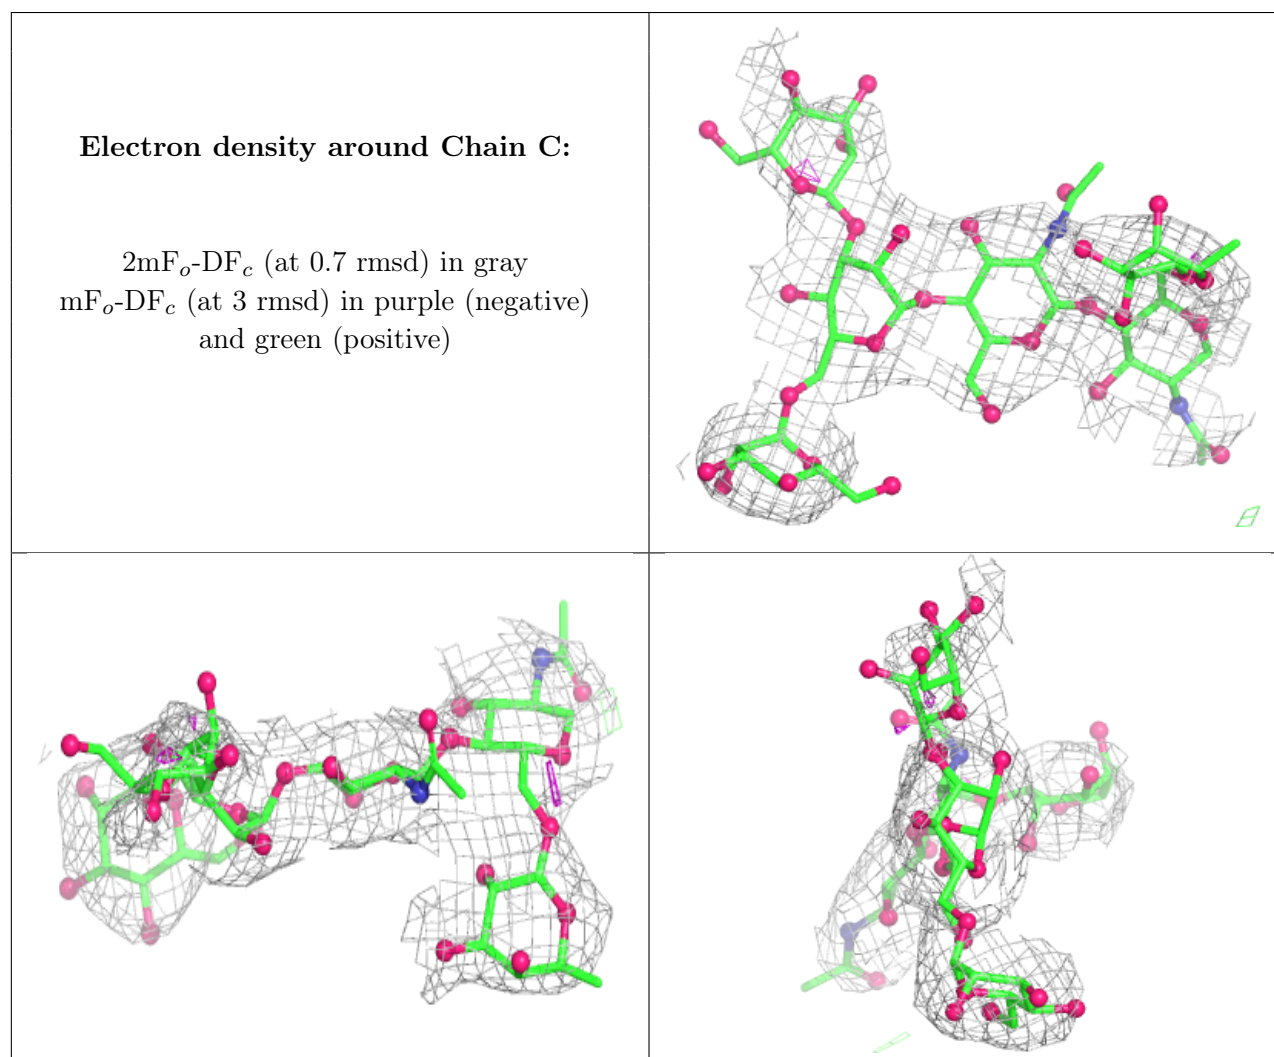 Electron density around Chain C:
2mFₒ-DF𝒸 (at 0.7 rmsd) in gray
mFₒ-DF𝒸 (at 3 rmsd) in purple (negative)
and green (positive)